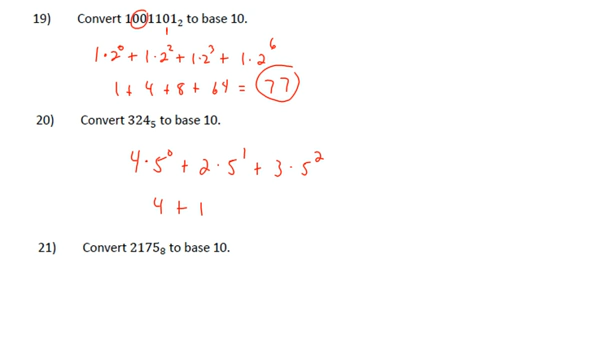 19) Convert 1001101₂ to base 10.
1
1 · 2⁰ + 1 · 2² + 1 · 2³ + 1 · 2⁶
1 + 4 + 8 + 64 = 77
20) Convert 324₅ to base 10.
4 · 5⁰ + 2 · 5¹ + 3 · 5²
4 + 1
21) Convert 2175₈ to base 10.